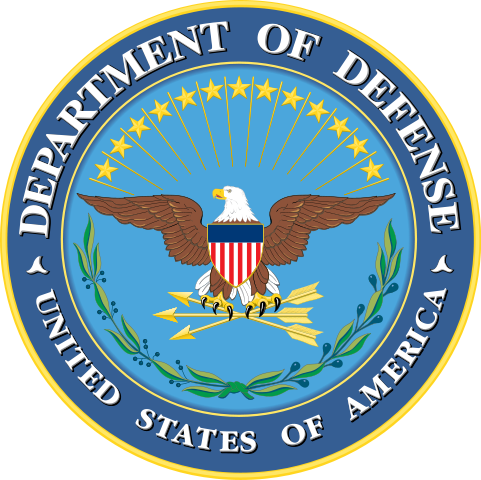 DEPARTMENT OF DEFENSE
UNITED STATES OF AMERICA